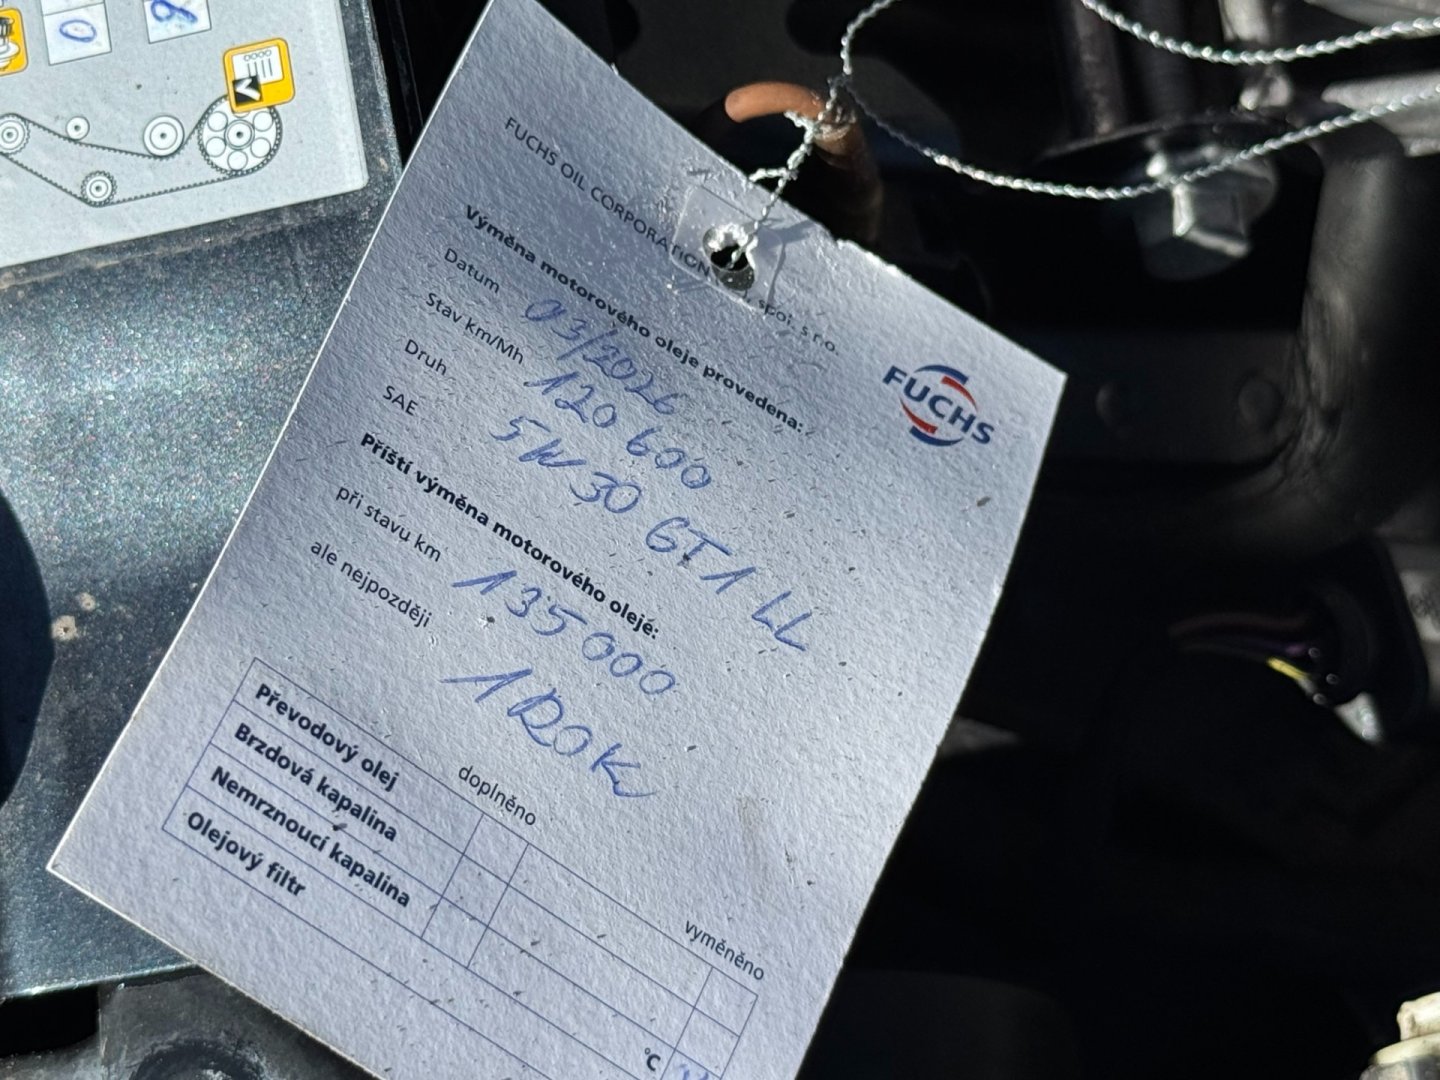 0 8
FUCHS OIL CORPORATION spol. s r.o.
FUCHS
Výměna motorového oleje provedena:
Datum 03/2026
Stav km/Mh 120 600
Druh 5W30 GT1 LL
SAE
Příští výměna motorového oleje:
při stavu km 135 000
ale nejpozději 1 ROK
doplněno vyměněno
Převodový olej
Brzdová kapalina
Nemrznoucí kapalina °C
Olejový filtr